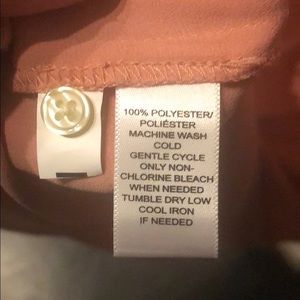 100% POLYESTER/
POLIÉSTER
MACHINE WASH
COLD
GENTLE CYCLE
ONLY NON-
CHLORINE BLEACH
WHEN NEEDED
TUMBLE DRY LOW
COOL IRON
IF NEEDED